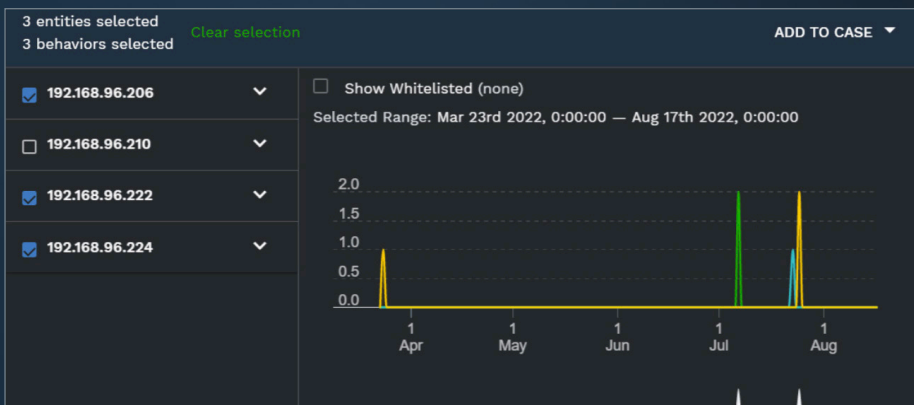 3 entities selected
3 behaviors selected
Clear selection
ADD TO CASE
192.168.96.206
192.168.96.210
192.168.96.222
192.168.96.224
Show Whitelisted (none)
Selected Range: Mar 23rd 2022, 0:00:00 — Aug 17th 2022, 0:00:00
2.0
1.5
1.0
0.5
0.0
1 1 1 1 1
Apr May Jun Jul Aug